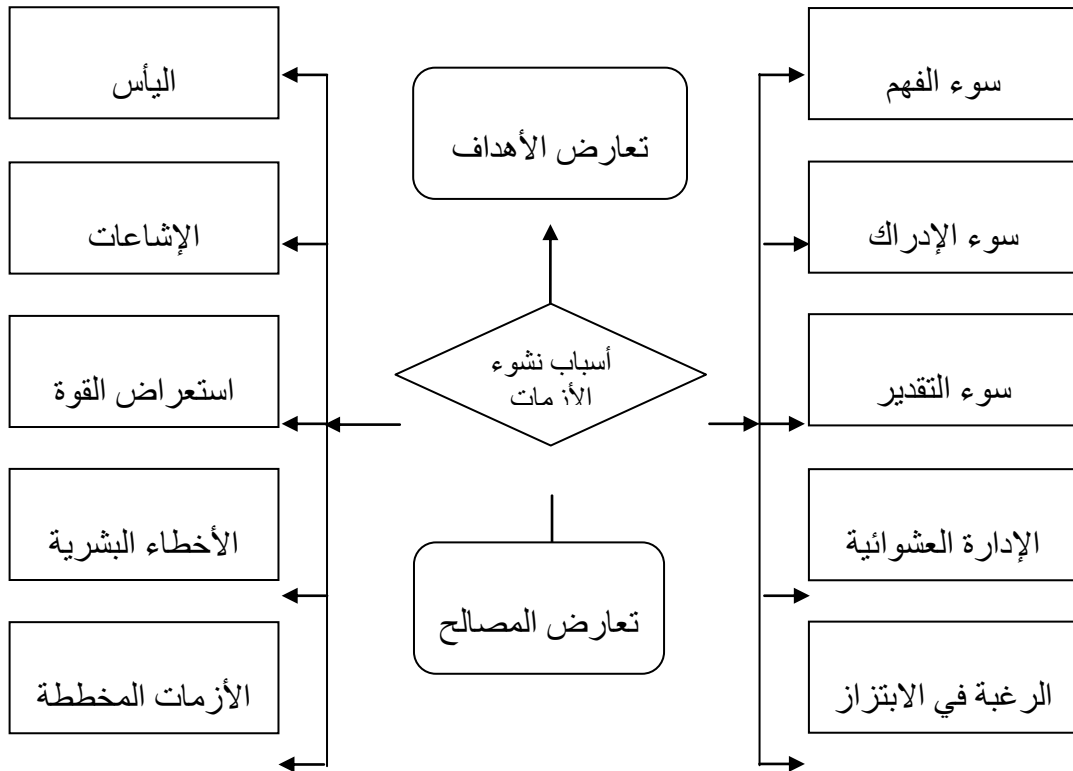 سوء الفهم
سوء الإدراك
سوء التقدير
الإدارة العشوائية
الرغبة في الابتزاز
تعارض الأهداف
أسباب نشوء
الأزمات
تعارض المصالح
اليأس
الإشاعات
استعراض القوة
الأخطاء البشرية
الأزمات المخططة